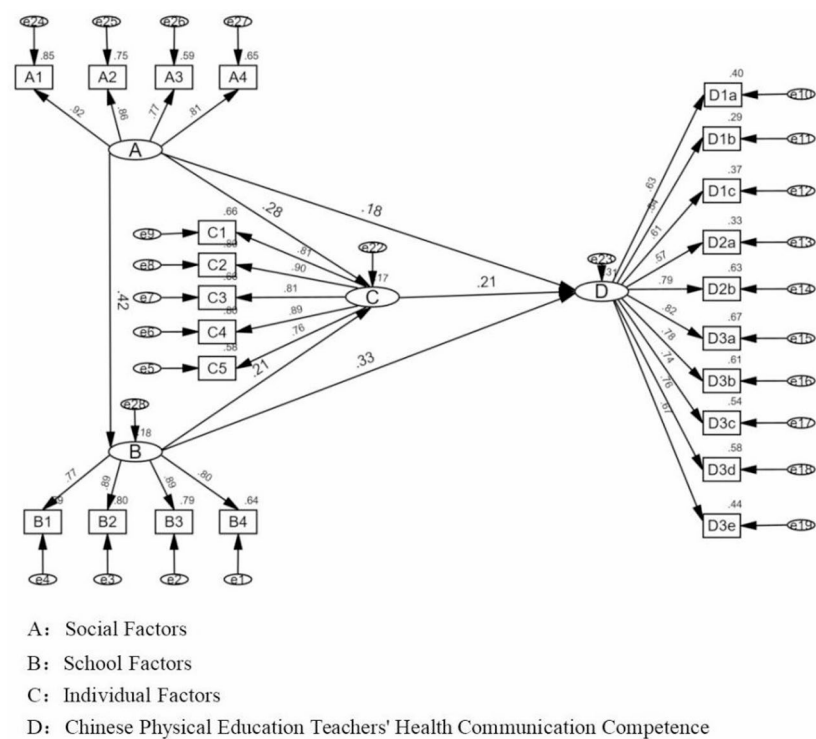 e24 e25 e26 e27
.85 .75 .59 .65
A1 A2 A3 A4
.92 .86 .77 .81
A
.40
D1a e10
.29
D1b e11
.37
D1c e12
.33
D2a e13
.63
D2b e14
.67
D3a e15
.61
D3b e16
.54
D3c e17
.58
D3d e18
.44
D3e e19
.63
.61
.57
.79
.82
.78
.74
.76
.67
.28 .18
.66
e9 C1 .81
e8 C2 .90
e7 C3 .81
e6 C4 .89
.58
e5 C5 .76
e22
.17
C
.21
e23
.31
D
.42
.21 .33
e28
.18
B
.77 .89 .89 .80
.80 .79 .64
B1 B2 B3 B4
e4 e3 e2 e1
A: Social Factors
B: School Factors
C: Individual Factors
D: Chinese Physical Education Teachers' Health Communication Competence